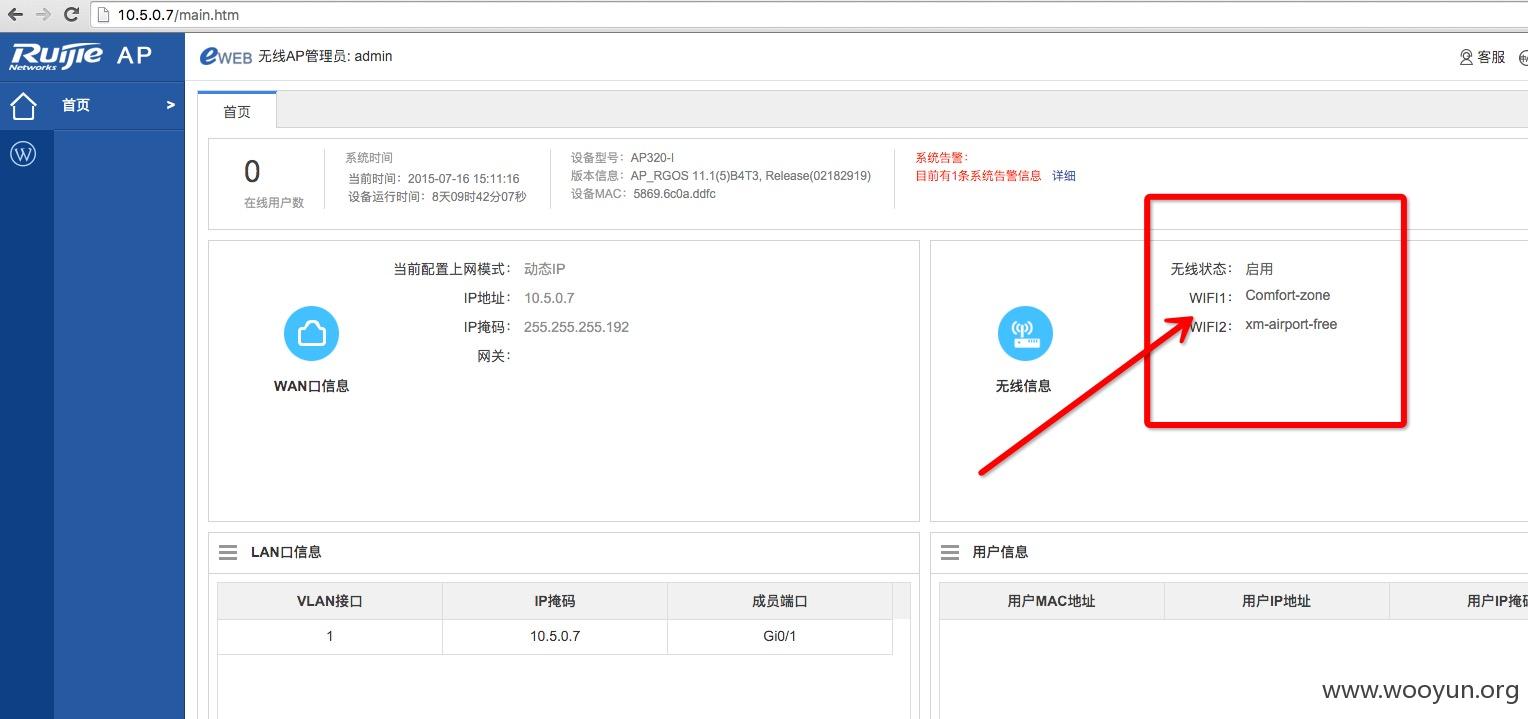 10.5.0.7/main.htm
Ruijie Networks AP
eWEB 无线AP管理员: admin
客服
首页 >
首页
0
在线用户数
系统时间
当前时间：2015-07-16 15:11:16
设备运行时间：8天09时42分07秒
设备型号：AP320-I
版本信息：AP_RGOS 11.1(5)B4T3, Release(02182919)
设备MAC：5869.6c0a.ddfc
系统告警：
目前有1条系统告警信息 详细
当前配置上网模式： 动态IP
IP地址： 10.5.0.7
IP掩码： 255.255.255.192
网关：
WAN口信息
无线状态： 启用
WIFI1： Comfort-zone
WIFI2： xm-airport-free
无线信息
LAN口信息
VLAN接口 IP掩码 成员端口
1 10.5.0.7 Gi0/1
用户信息
用户MAC地址 用户IP地址 用户IP掩
www.wooyun.org